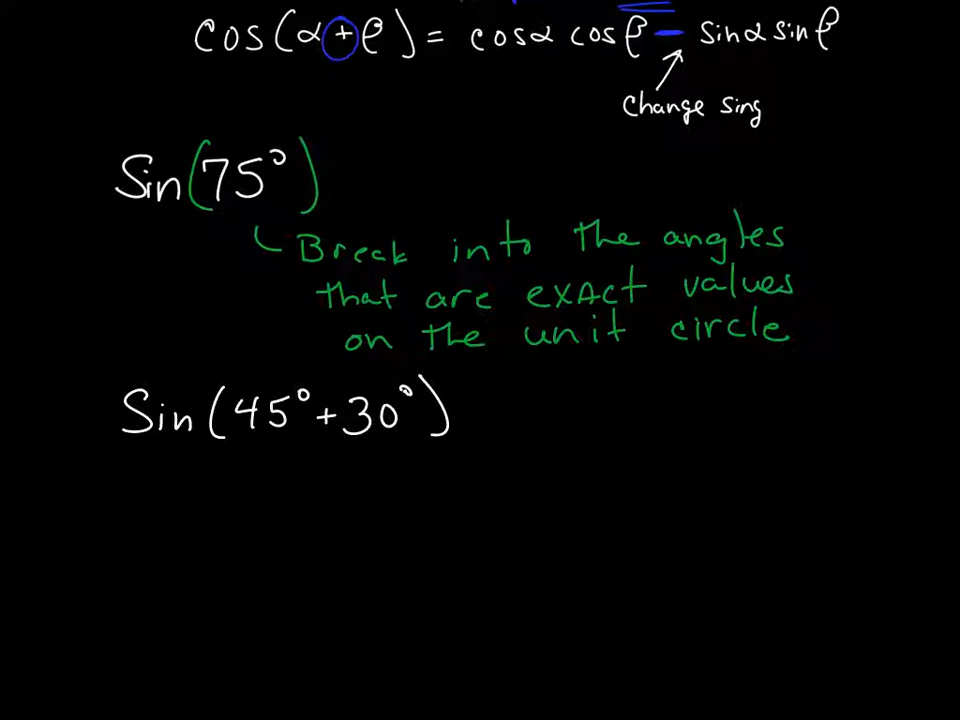 cos(α+β) = cosα cosβ - sinα sinβ
Change sing
Sin(75°)
Break into the angles
that are exAct values
on the unit circle
Sin(45°+30°)